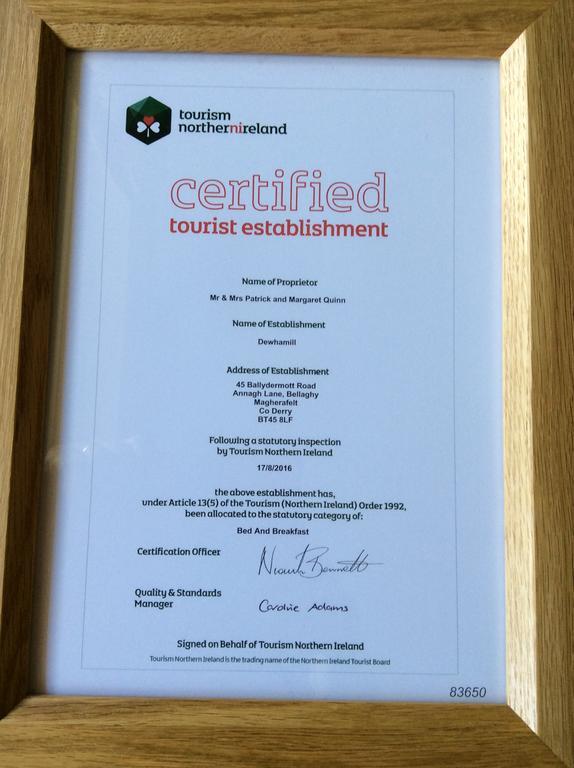 tourism
northernireland
certified
tourist establishment
Name of Proprietor
Mr & Mrs Patrick and Margaret Quinn
Name of Establishment
Dewhamill
Address of Establishment
45 Ballydermott Road
Annagh Lane, Bellaghy
Magherafelt
Co Derry
BT45 8LF
Following a statutory inspection
by Tourism Northern Ireland
17/8/2016
the above establishment has,
under Article 13(5) of the Tourism (Northern Ireland) Order 1992,
been allocated to the statutory category of:
Bed And Breakfast
Certification Officer
Bennett
Quality & Standards
Manager
Adams
Signed on Behalf of Tourism Northern Ireland
Tourism Northern Ireland is the trading name of the Northern Ireland Tourist Board
83650